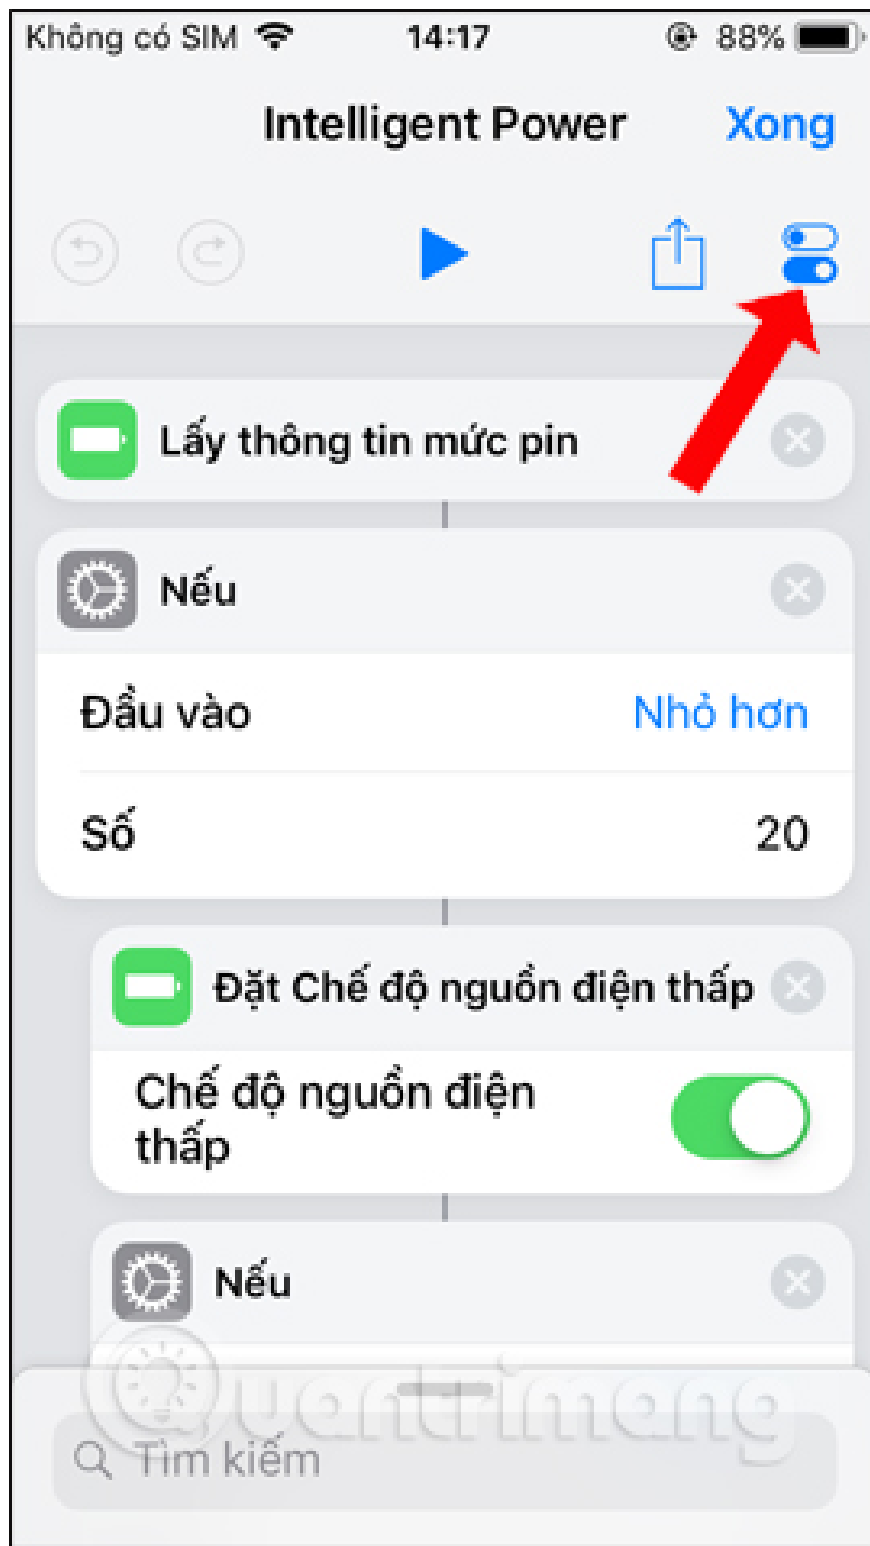 Không có SIM 14:17 88%
Intelligent Power Xong
Lấy thông tin mức pin
Nếu
Đầu vào Nhỏ hơn
Số 20
Đặt Chế độ nguồn điện thấp
Chế độ nguồn điện
thấp
Nếu
Quantrimang
Tìm kiếm